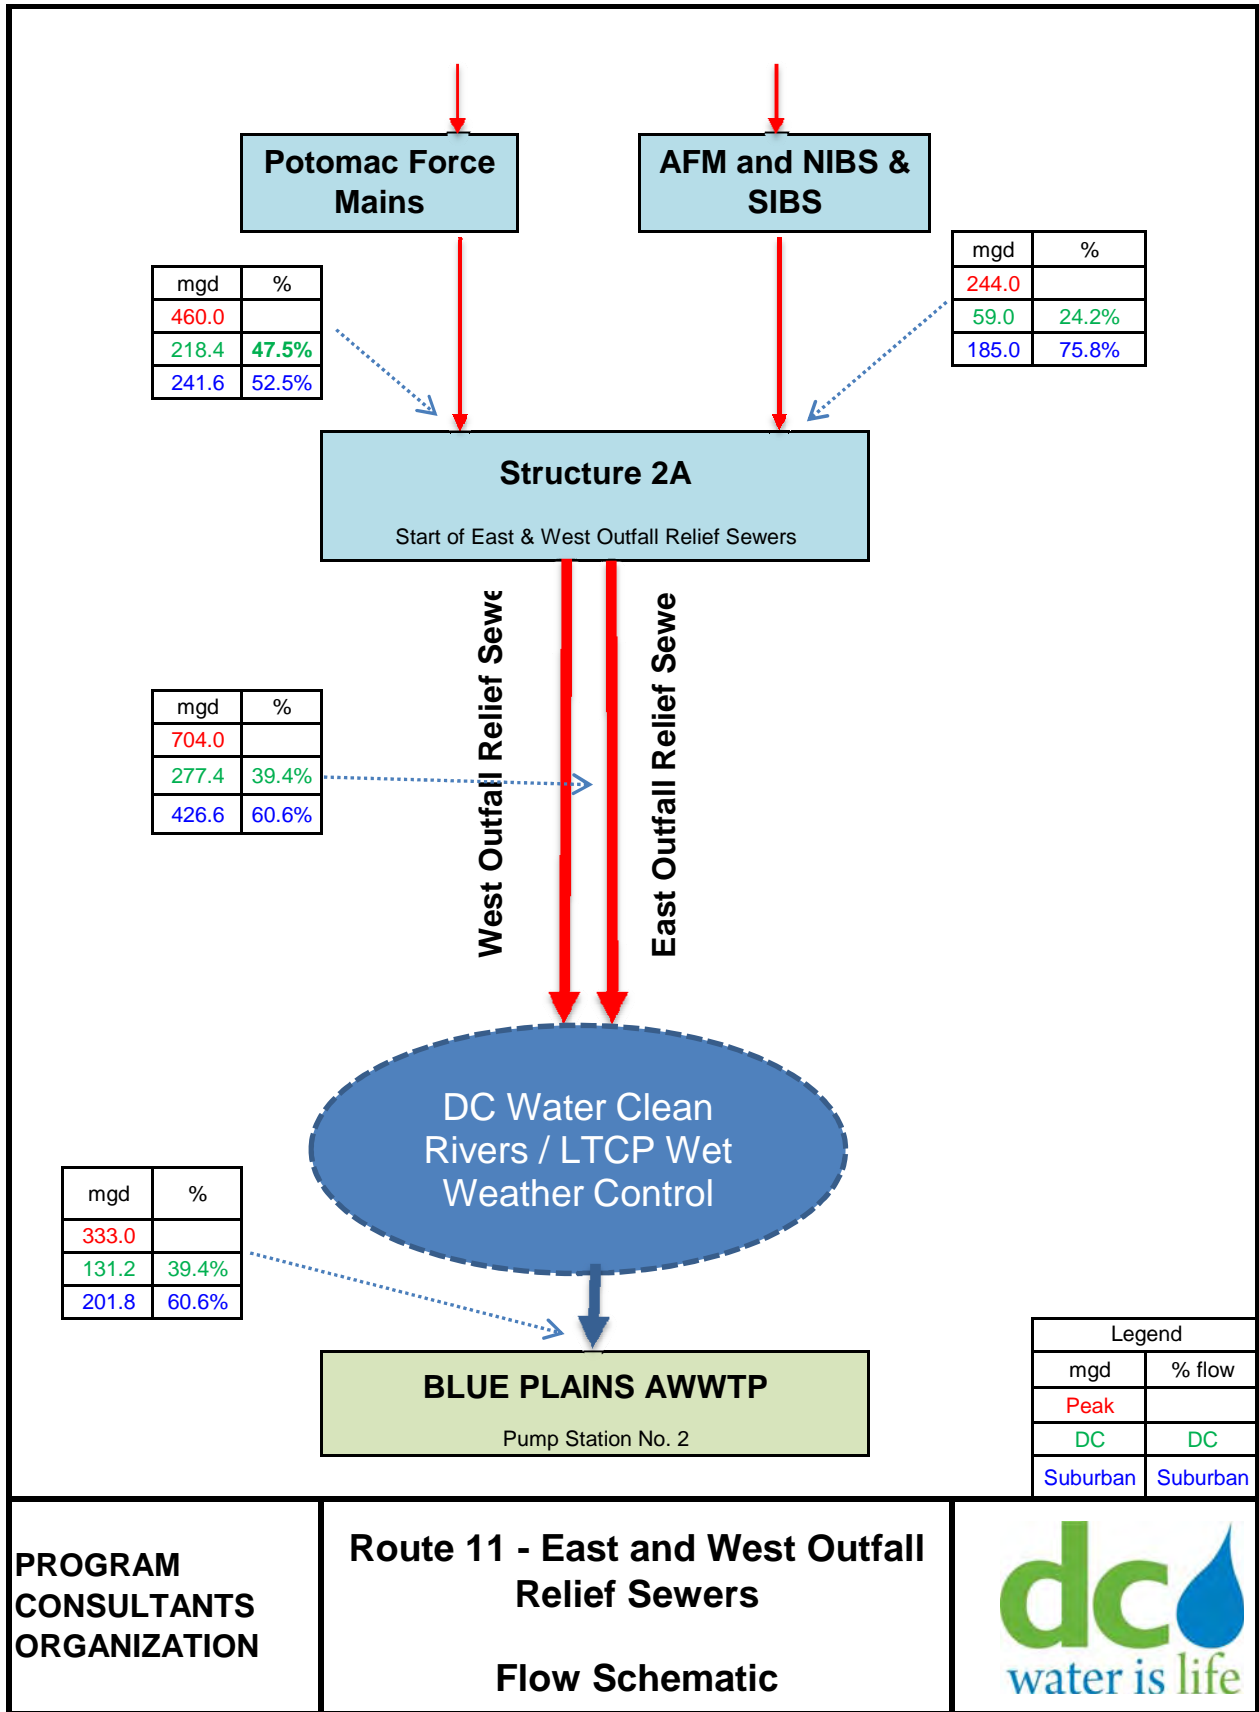 Potomac Force
Mains
AFM and NIBS &
SIBS
mgd %
460.0
218.4 47.5%
241.6 52.5%
mgd %
244.0
59.0 24.2%
185.0 75.8%
Structure 2A
Start of East & West Outfall Relief Sewers
West Outfall Relief Sewe
East Outfall Relief Sewe
mgd %
704.0
277.4 39.4%
426.6 60.6%
DC Water Clean
Rivers / LTCP Wet
Weather Control
mgd %
333.0
131.2 39.4%
201.8 60.6%
BLUE PLAINS AWWTP
Pump Station No. 2
Legend
mgd % flow
Peak
DC DC
Suburban Suburban
PROGRAM
CONSULTANTS
ORGANIZATION
Route 11 - East and West Outfall
Relief Sewers
Flow Schematic
dc
water is life